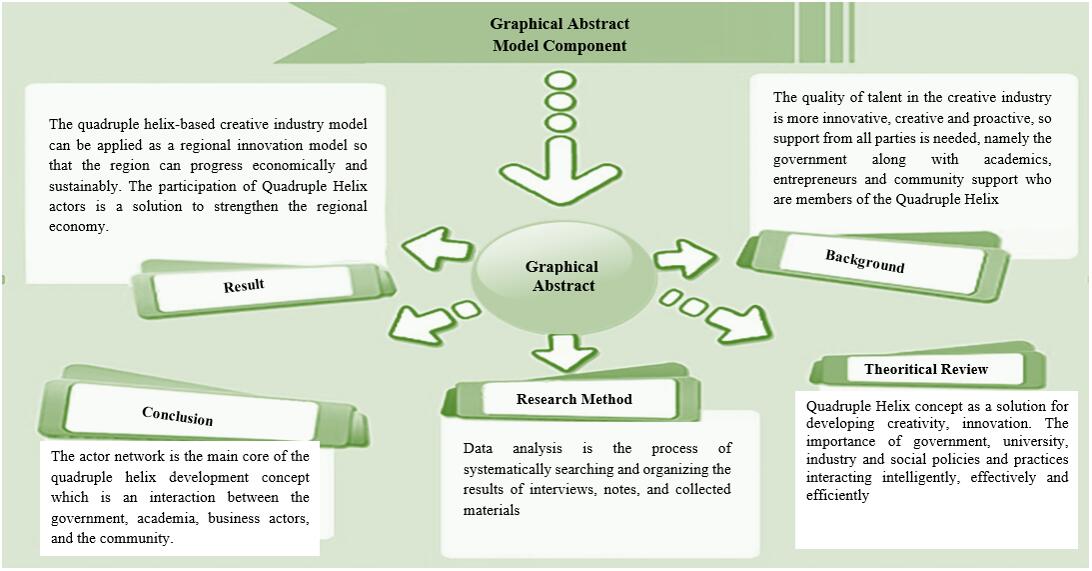 Graphical Abstract
Model Component
The quadruple helix-based creative industry model
can be applied as a regional innovation model so
that the region can progress economically and
sustainably. The participation of Quadruple Helix
actors is a solution to strengthen the regional
economy.
Result
The quality of talent in the creative industry
is more innovative, creative and proactive, so
support from all parties is needed, namely the
government along with academics,
entrepreneurs and community support who
are members of the Quadruple Helix
Background
Graphical
Abstract
Conclusion
The actor network is the main core of the
quadruple helix development concept
which is an interaction between the
government, academia, business actors,
and the community.
Research Method
Data analysis is the process of
systematically searching and organizing the
results of interviews, notes, and collected
materials
Theoritical Review
Quadruple Helix concept as a solution for
developing creativity, innovation. The
importance of government, university,
industry and social policies and practices
interacting intelligently, effectively and
efficiently